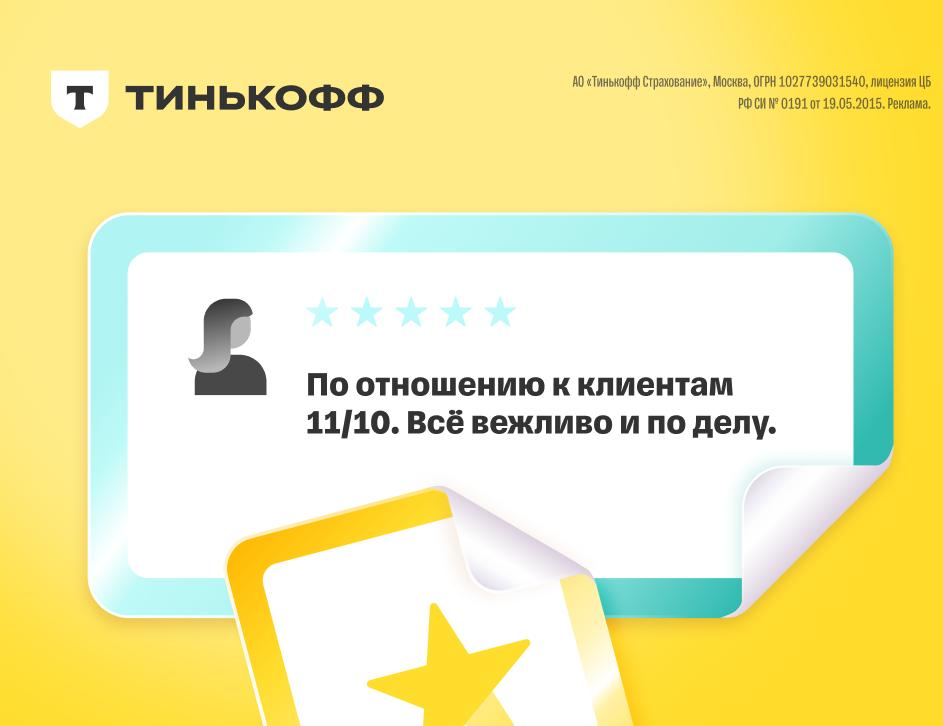 ТИНЬКОФФ
АО «Тинькофф Страхование», Москва, ОГРН 1027739031540, лицензия ЦБ
РФ СИ № 0191 от 19.05.2015. Реклама.
По отношению к клиентам
11/10. Всё вежливо и по делу.